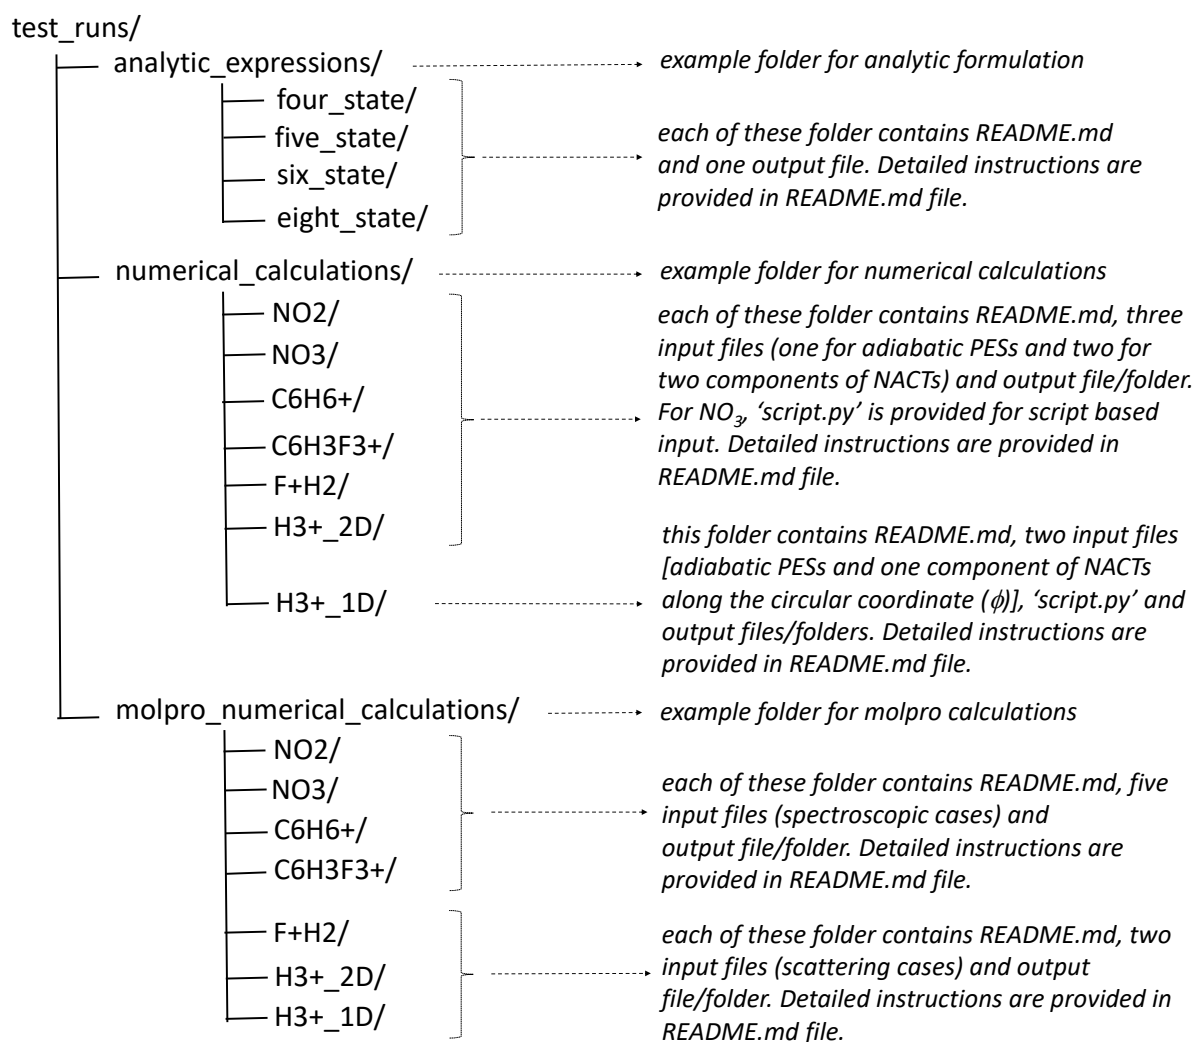 test_runs/
analytic_expressions/
example folder for analytic formulation
four_state/
five_state/
six_state/
eight_state/
each of these folder contains README.md
and one output file. Detailed instructions are
provided in README.md file.
numerical_calculations/
example folder for numerical calculations
NO2/
NO3/
C6H6+/
C6H3F3+/
F+H2/
H3+_2D/
each of these folder contains README.md, three
input files (one for adiabatic PESs and two for
two components of NACTs) and output file/folder.
For NO₃, ‘script.py’ is provided for script based
input. Detailed instructions are provided in
README.md file.
H3+_1D/
this folder contains README.md, two input files
[adiabatic PESs and one component of NACTs
along the circular coordinate (ϕ)], ‘script.py’ and
output files/folders. Detailed instructions are
provided in README.md file.
molpro_numerical_calculations/
example folder for molpro calculations
NO2/
NO3/
C6H6+/
C6H3F3+/
each of these folder contains README.md, five
input files (spectroscopic cases) and
output file/folder. Detailed instructions are
provided in README.md file.
F+H2/
H3+_2D/
H3+_1D/
each of these folder contains README.md, two
input files (scattering cases) and output
file/folder. Detailed instructions are provided in
README.md file.